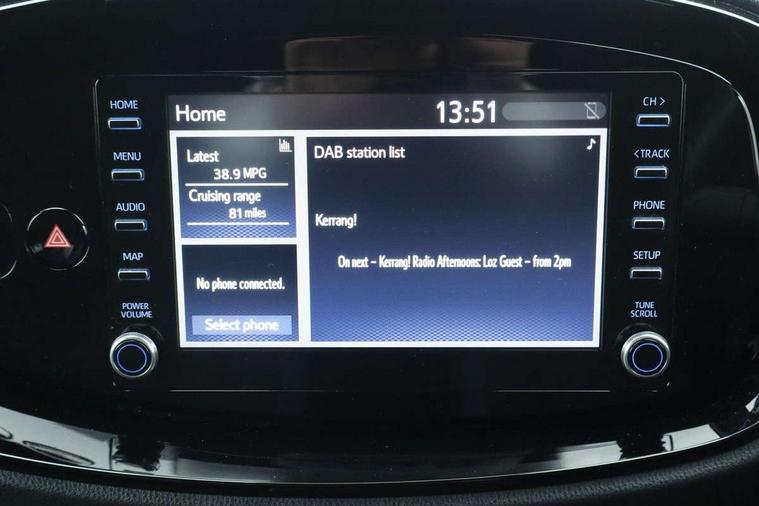 HOME
MENU
AUDIO
MAP
POWER
VOLUME
Home
13:51
Latest
38.9 MPG
Cruising range
81 miles
No phone connected.
Select phone
DAB station list
Kerrang!
On next – Kerrang! Radio Afternoons: Loz Guest – from 2pm
CH >
< TRACK
PHONE
SETUP
TUNE
SCROLL